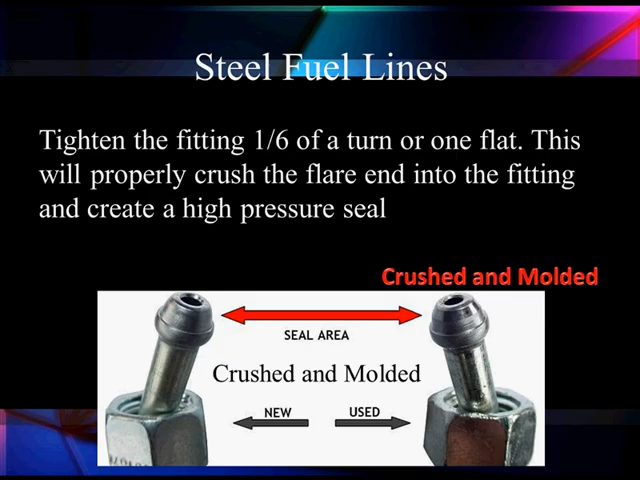 Steel Fuel Lines
Tighten the fitting 1/6 of a turn or one flat. This
will properly crush the flare end into the fitting
and create a high pressure seal
Crushed and Molded
SEAL AREA
Crushed and Molded
NEW
USED